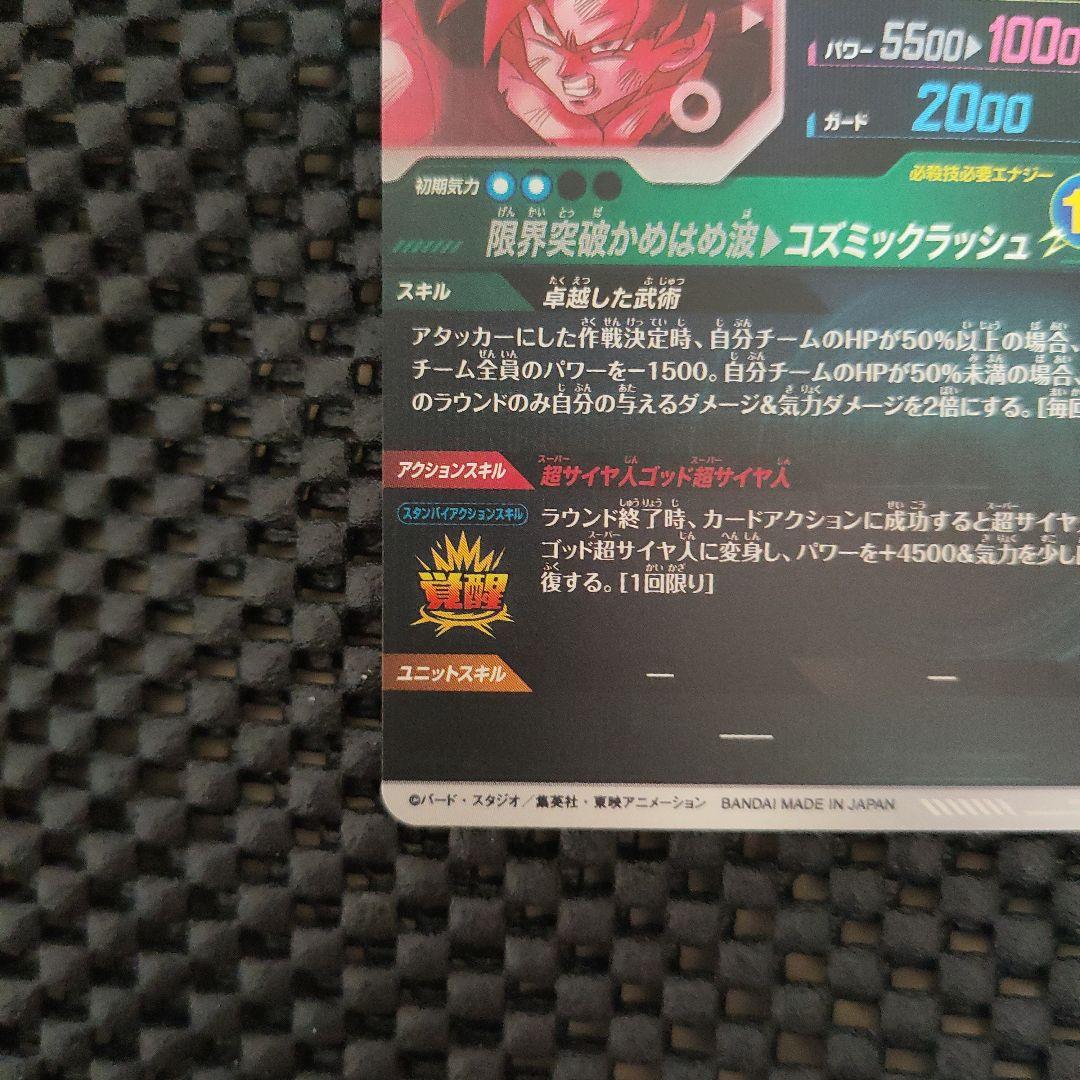 パワー 5500▶1000
ガード 2000
初期気力
必殺技必要エナジー
限界突破かめはめ波▶コズミックラッシュ
スキル 卓越した武術
アタッカーにした作戦決定時、自分チームのHPが50%以上の場合、
チーム全員のパワーを−1500。自分チームのHPが50%未満の場合、
のラウンドのみ自分の与えるダメージ&気力ダメージを2倍にする。[毎回
アクションスキル 超サイヤ人ゴッド超サイヤ人
スタンバイアクションスキル
ラウンド終了時、カードアクションに成功すると超サイヤ
ゴッド超サイヤ人に変身し、パワーを+4500&気力を少し
復する。[1回限り]
覚醒
ユニットスキル — —
—
©バード・スタジオ/集英社・東映アニメーション BANDAI MADE IN JAPAN